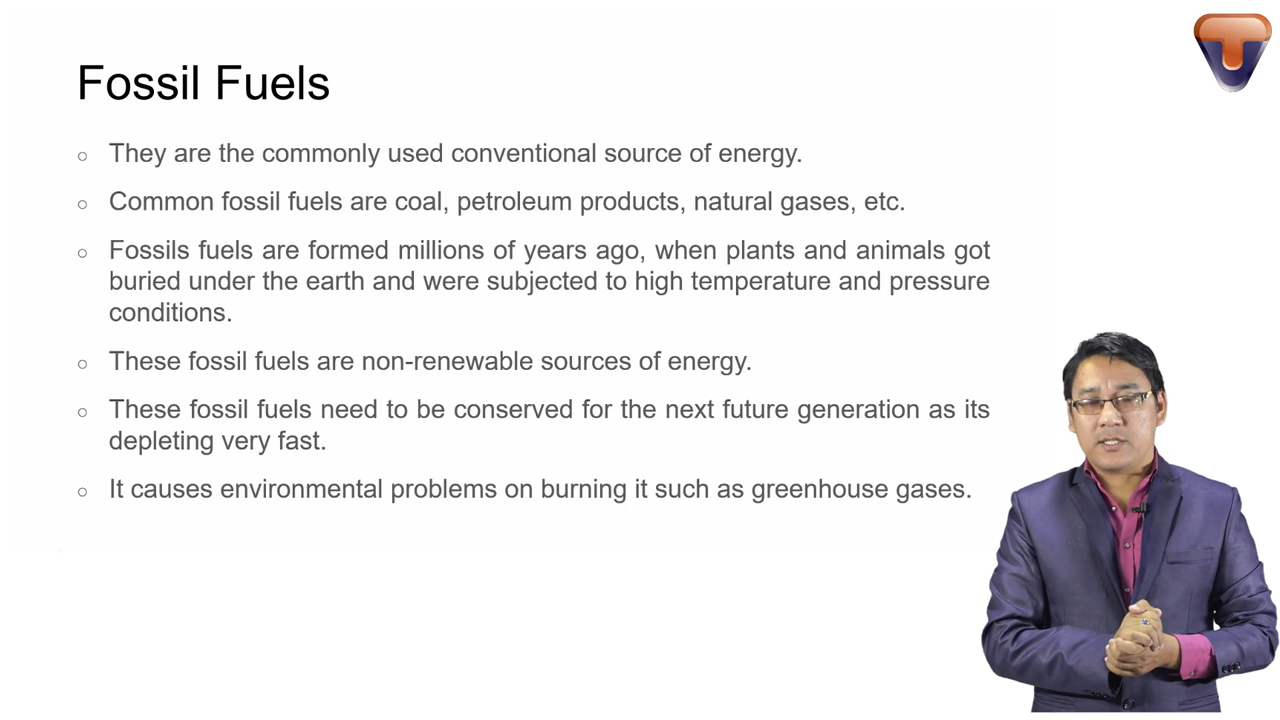 Fossil Fuels
They are the commonly used conventional source of energy.
Common fossil fuels are coal, petroleum products, natural gases, etc.
Fossils fuels are formed millions of years ago, when plants and animals got
buried under the earth and were subjected to high temperature and pressure
conditions.
These fossil fuels are non-renewable sources of energy.
These fossil fuels need to be conserved for the next future generation as its
depleting very fast.
It causes environmental problems on burning it such as greenhouse gases.